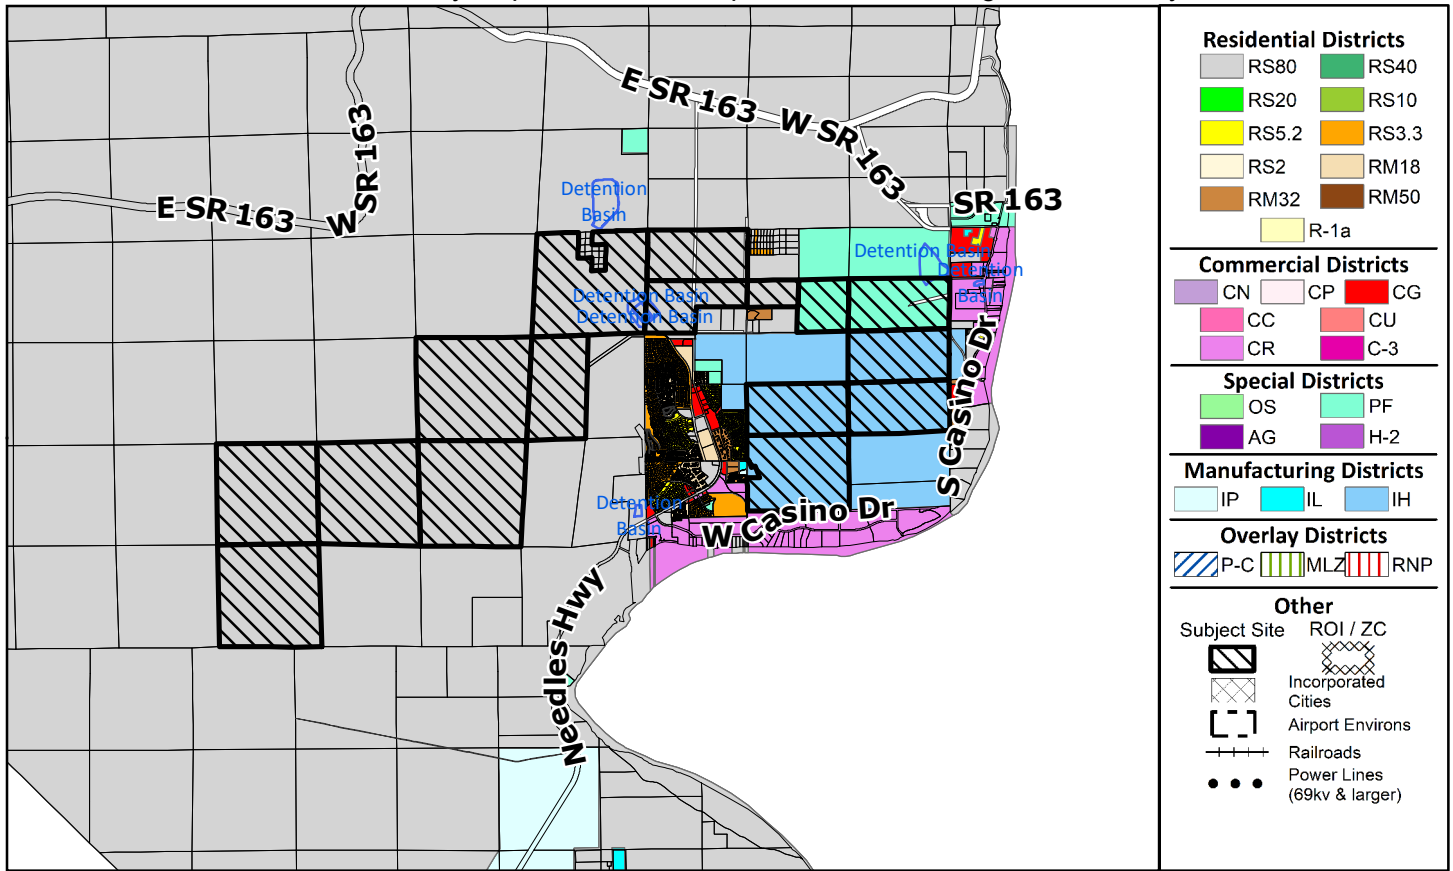 E SR 163
W SR 163
E SR 163
W SR 163
SR 163
Detention
Basin
Detention Basin
Detention
Basin
Detention Basin
Detention Basin
S Casino Dr
W Casino Dr
Detention
Basin
Needles Hwy
Residential Districts
RS80
RS40
RS20
RS10
RS5.2
RS3.3
RS2
RM18
RM32
RM50
R-1a
Commercial Districts
CN
CP
CG
CC
CU
CR
C-3
Special Districts
OS
PF
AG
H-2
Manufacturing Districts
IP
IL
IH
Overlay Districts
P-C
MLZ
RNP
Other
Subject Site
ROI / ZC
Incorporated
Cities
Airport Environs
Railroads
Power Lines
(69kv & larger)